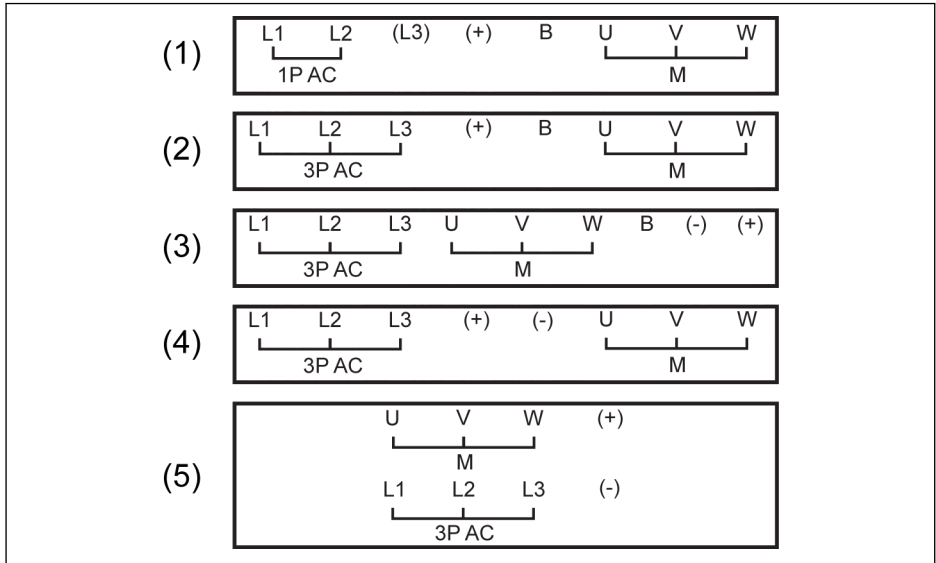 (1)
L1 L2 (L3) (+) B U V W
1P AC M
(2)
L1 L2 L3 (+) B U V W
3P AC M
(3)
L1 L2 L3 U V W B (-) (+)
3P AC M
(4)
L1 L2 L3 (+) (-) U V W
3P AC M
(5)
U V W (+)
M
L1 L2 L3 (-)
3P AC